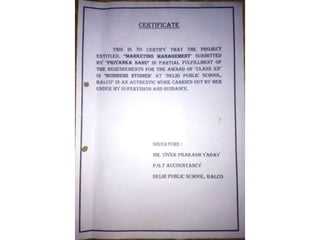 CERTIFICATE
THIS IS TO CERTIFY THAT THE PROJECT
ENTITLED, "MARKETING MANAGEMENT" SUBMITTED
BY "PRIYANKA SAHU" IN PARTIAL FULFILLMENT OF
THE REQUIREMENTS FOR THE AWARD OF "CLASS XII"
IN "BUSINESS STUDIES" AT "DELHI PUBLIC SCHOOL,
BALCO" IS AN AUTHENTIC WORK CARRIED OUT BY HER
UNDER MY SUPERVISION AND GUIDANCE.
SIGNATURE :
MR. VIVEK PRAKASH YADAV
P.G.T ACCOUNTANCY
DELHI PUBLIC SCHOOL, BALCO